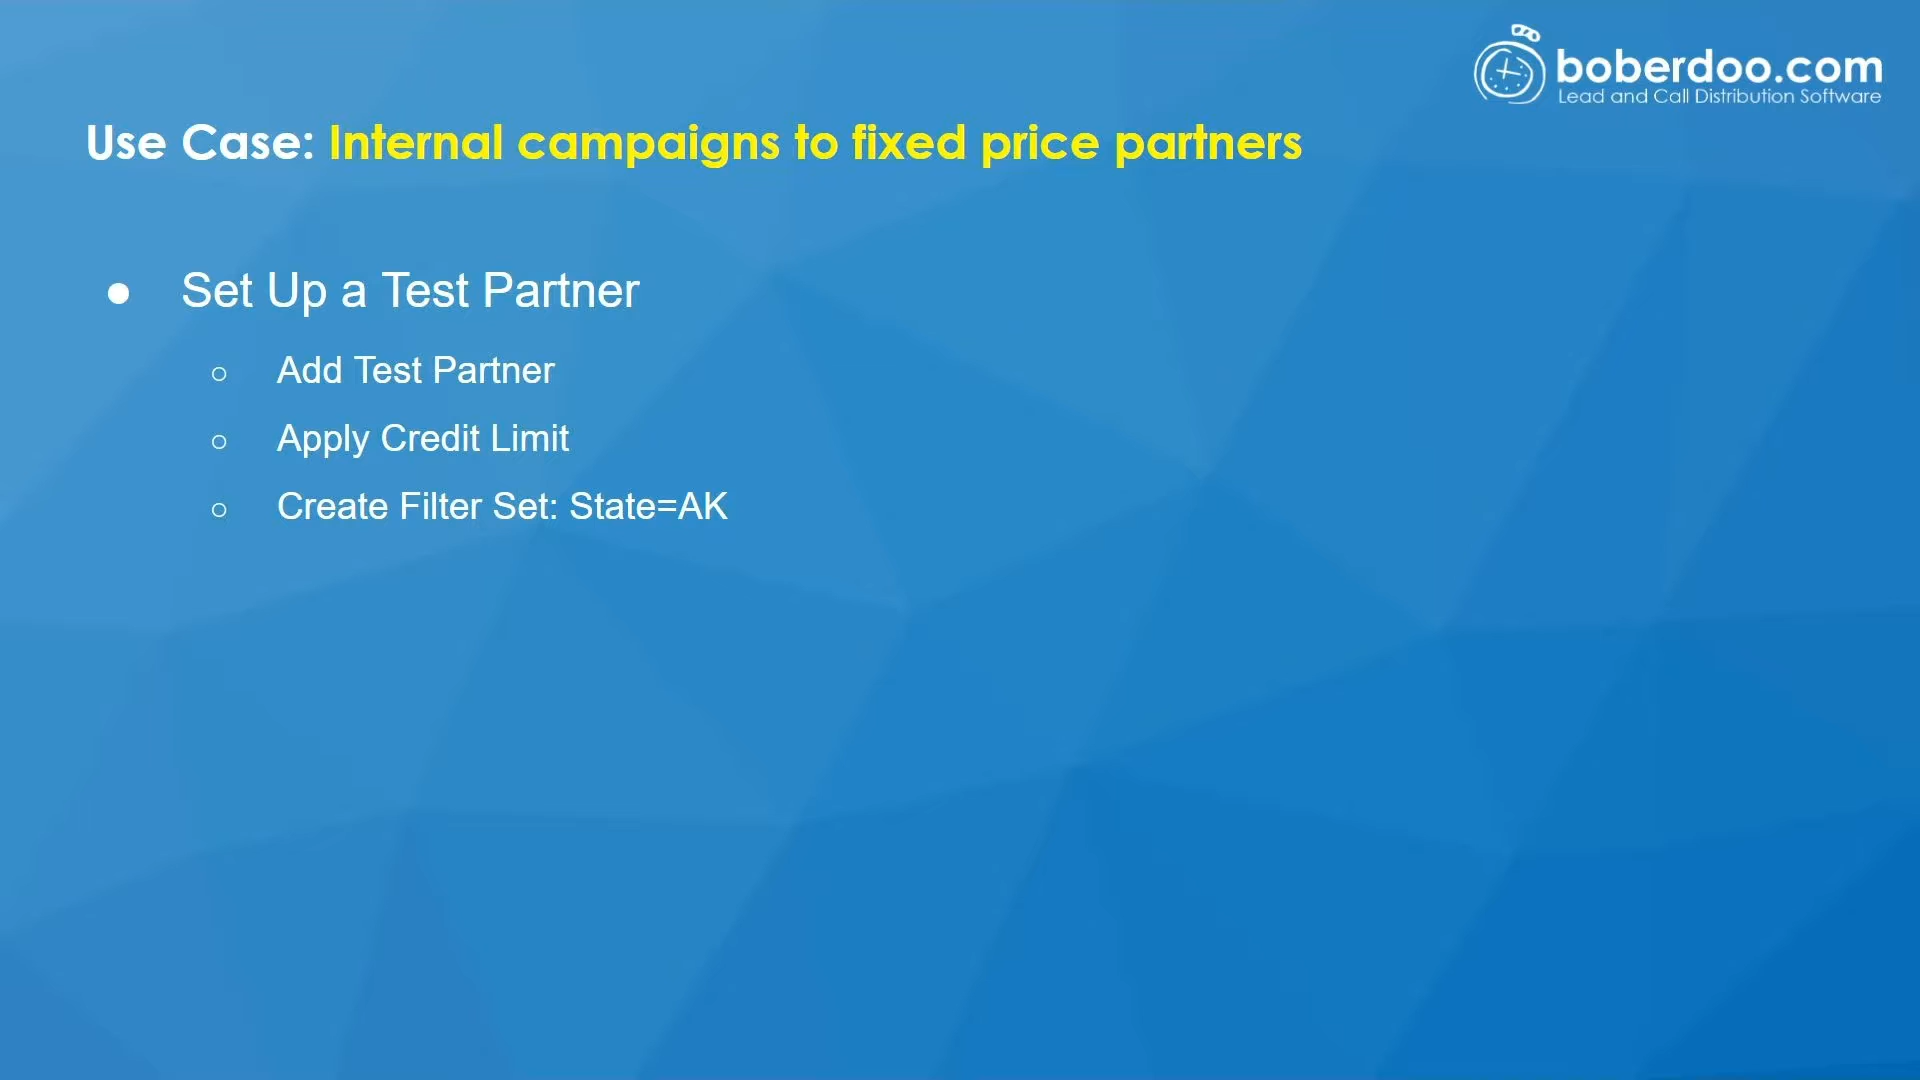 boberdoo.com
Lead and Call Distribution Software
Use Case: Internal campaigns to fixed price partners
● Set Up a Test Partner
○ Add Test Partner
○ Apply Credit Limit
○ Create Filter Set: State=AK